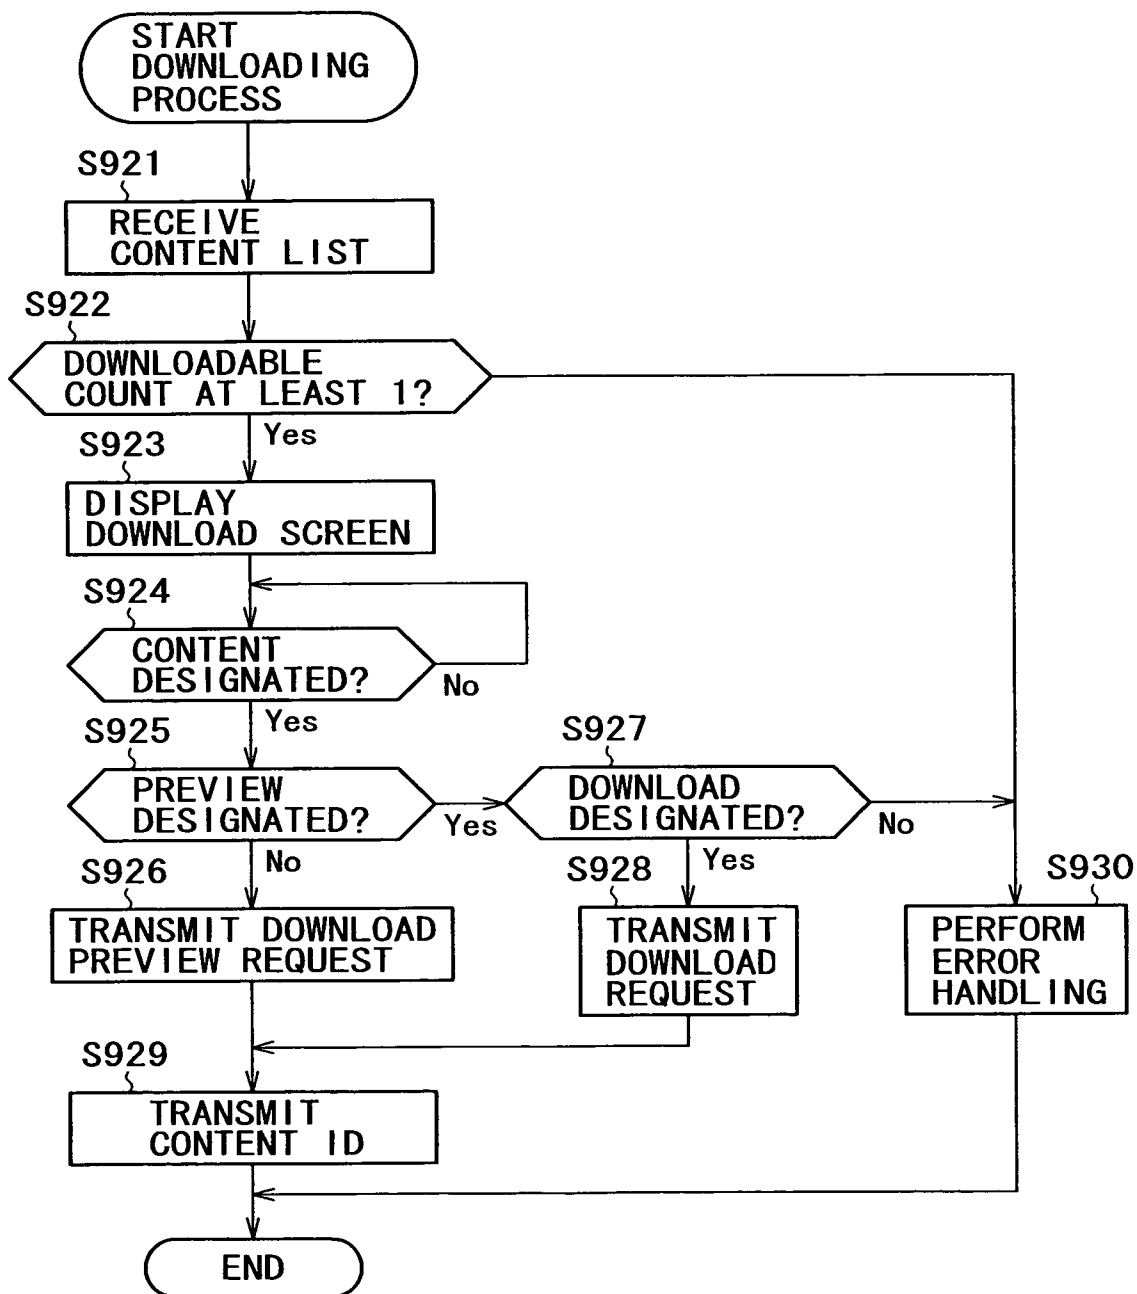 START
DOWNLOADING
PROCESS
S921
RECEIVE
CONTENT LIST
S922
DOWNLOADABLE
COUNT AT LEAST 1?
Yes
S923
DISPLAY
DOWNLOAD SCREEN
S924
CONTENT
DESIGNATED?
No
Yes
S925
PREVIEW
DESIGNATED?
Yes
No
S927
DOWNLOAD
DESIGNATED?
No
Yes
S926
TRANSMIT DOWNLOAD
PREVIEW REQUEST
S928
TRANSMIT
DOWNLOAD
REQUEST
S930
PERFORM
ERROR
HANDLING
S929
TRANSMIT
CONTENT ID
END